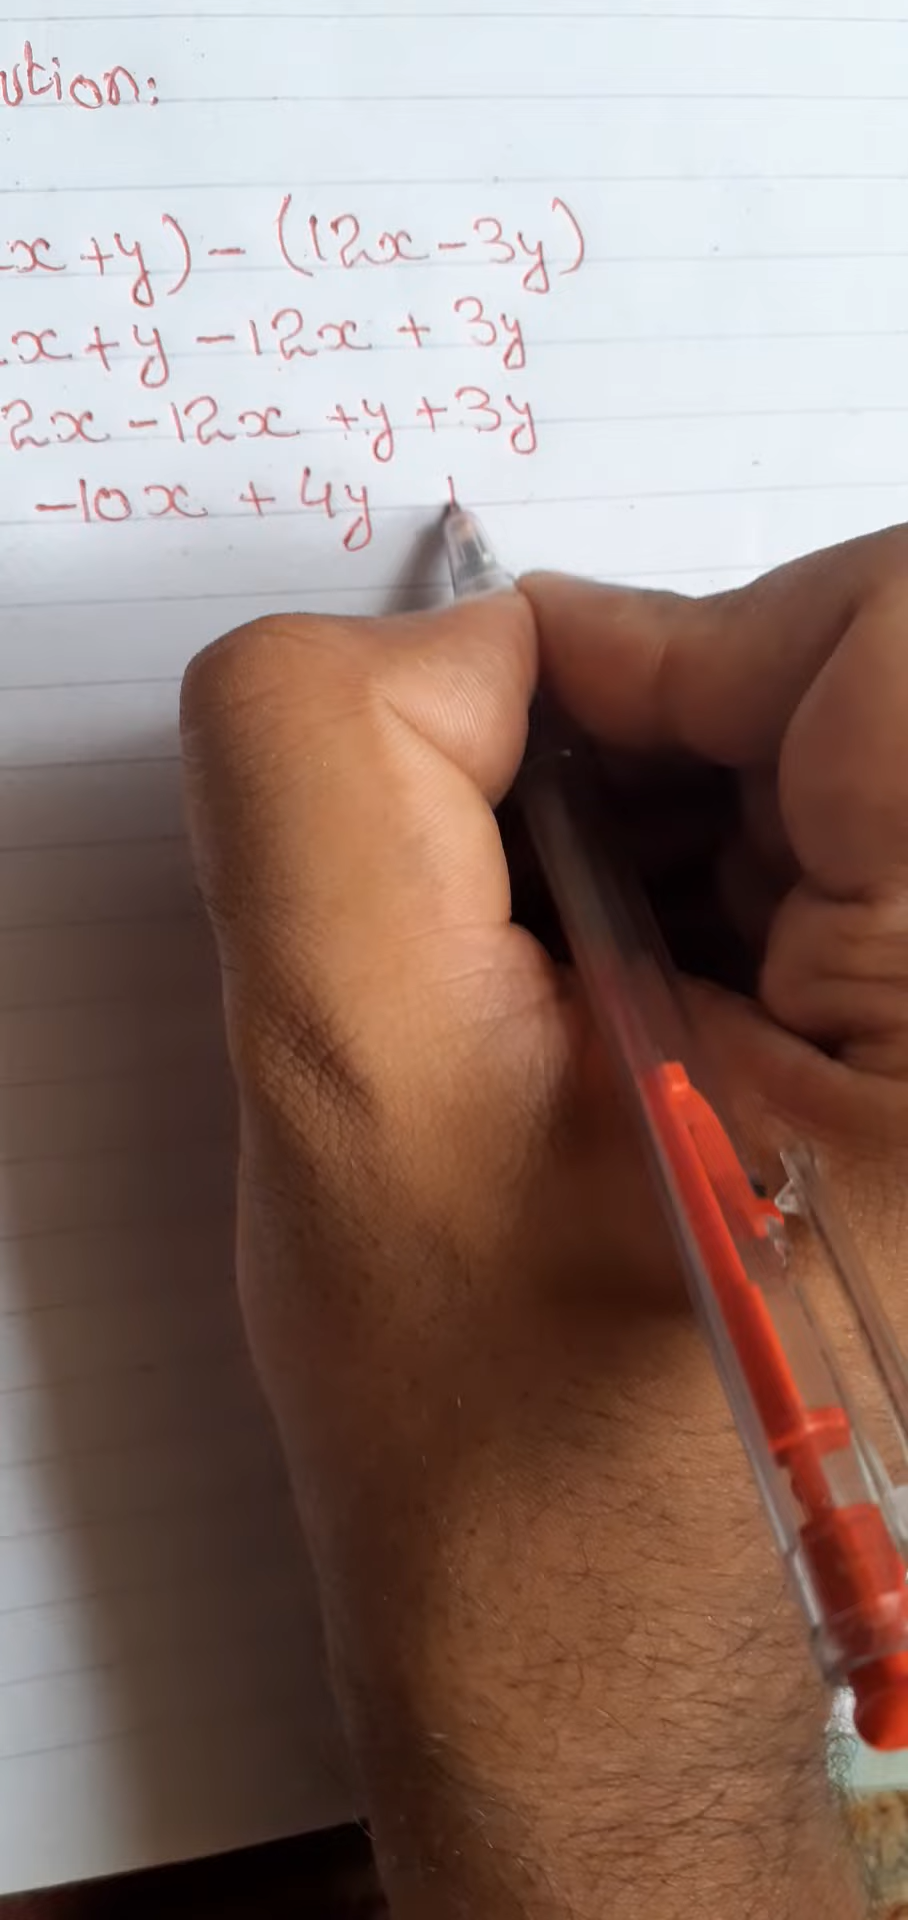 ution:
x + y) - (12x - 3y)
x + y - 12x + 3y
2x - 12x + y + 3y
-10x + 4y